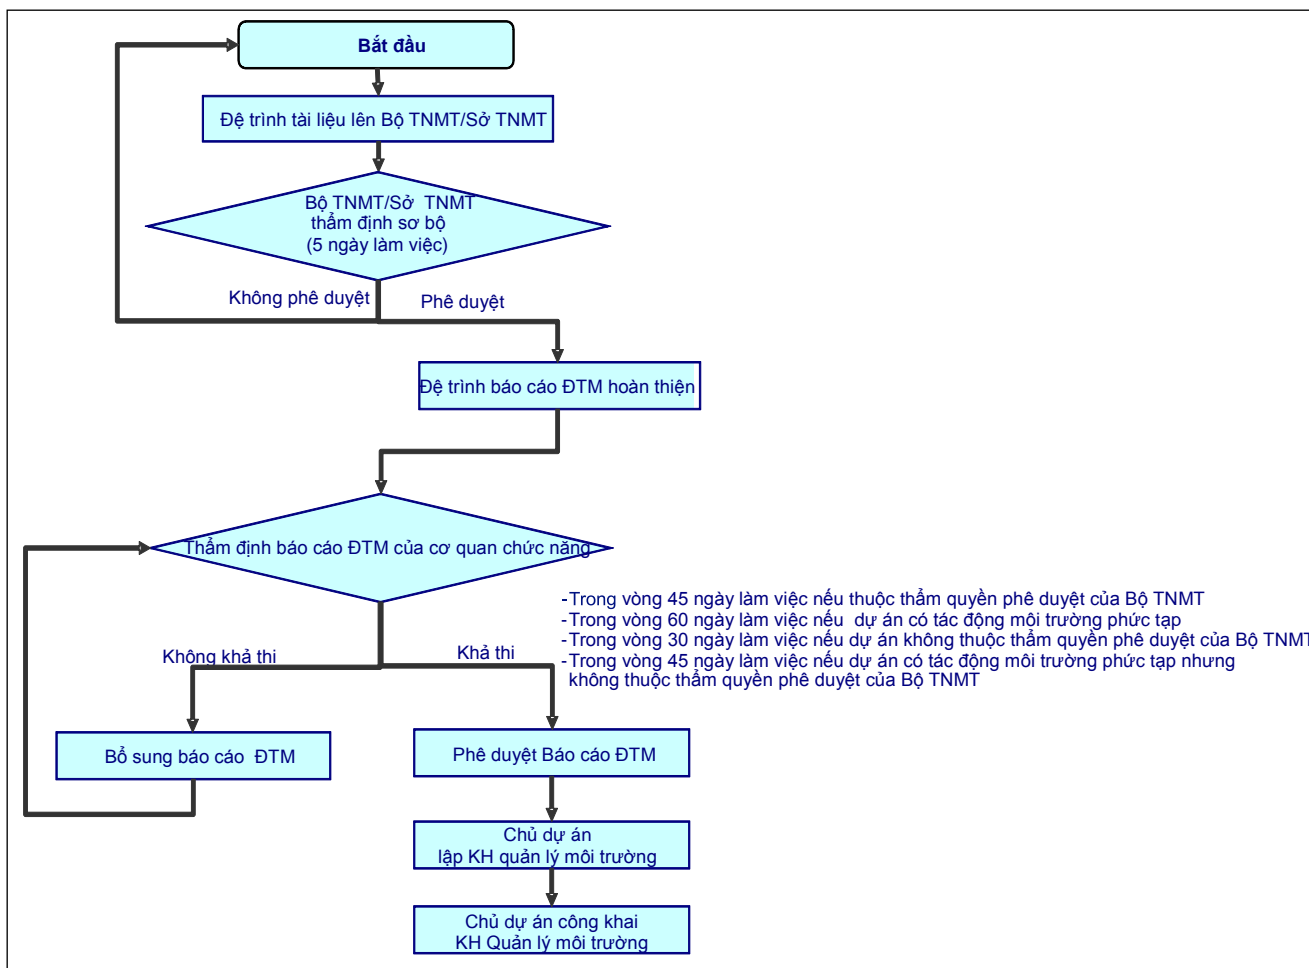 Bắt đầu
Đệ trình tài liệu lên Bộ TNMT/Sở TNMT
Bộ TNMT/Sở TNMT
thẩm định sơ bộ
(5 ngày làm việc)
Không phê duyệt
Phê duyệt
Đệ trình báo cáo ĐTM hoàn thiện
Thẩm định báo cáo ĐTM của cơ quan chức năng
-Trong vòng 45 ngày làm việc nếu thuộc thẩm quyền phê duyệt của Bộ TNMT
-Trong vòng 60 ngày làm việc nếu dự án có tác động môi trường phức tạp
-Trong vòng 30 ngày làm việc nếu dự án không thuộc thẩm quyền phê duyệt của Bộ TNMT
-Trong vòng 45 ngày làm việc nếu dự án có tác động môi trường phức tạp nhưng
không thuộc thẩm quyền phê duyệt của Bộ TNMT
Không khả thi
Khả thi
Bổ sung báo cáo ĐTM
Phê duyệt Báo cáo ĐTM
Chủ dự án
lập KH quản lý môi trường
Chủ dự án công khai
KH Quản lý môi trường